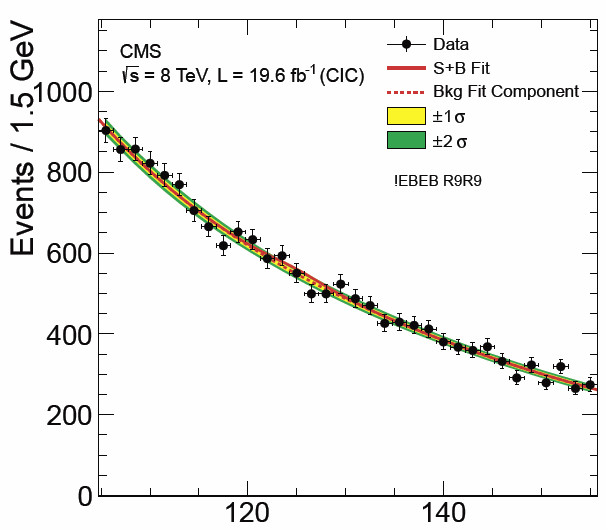 Events / 1.5 GeV
1000
800
600
400
200
0
120
140
CMS
√s = 8 TeV, L = 19.6 fb⁻¹ (CIC)
Data
S+B Fit
Bkg Fit Component
±1σ
±2 σ
!EBEB R9R9